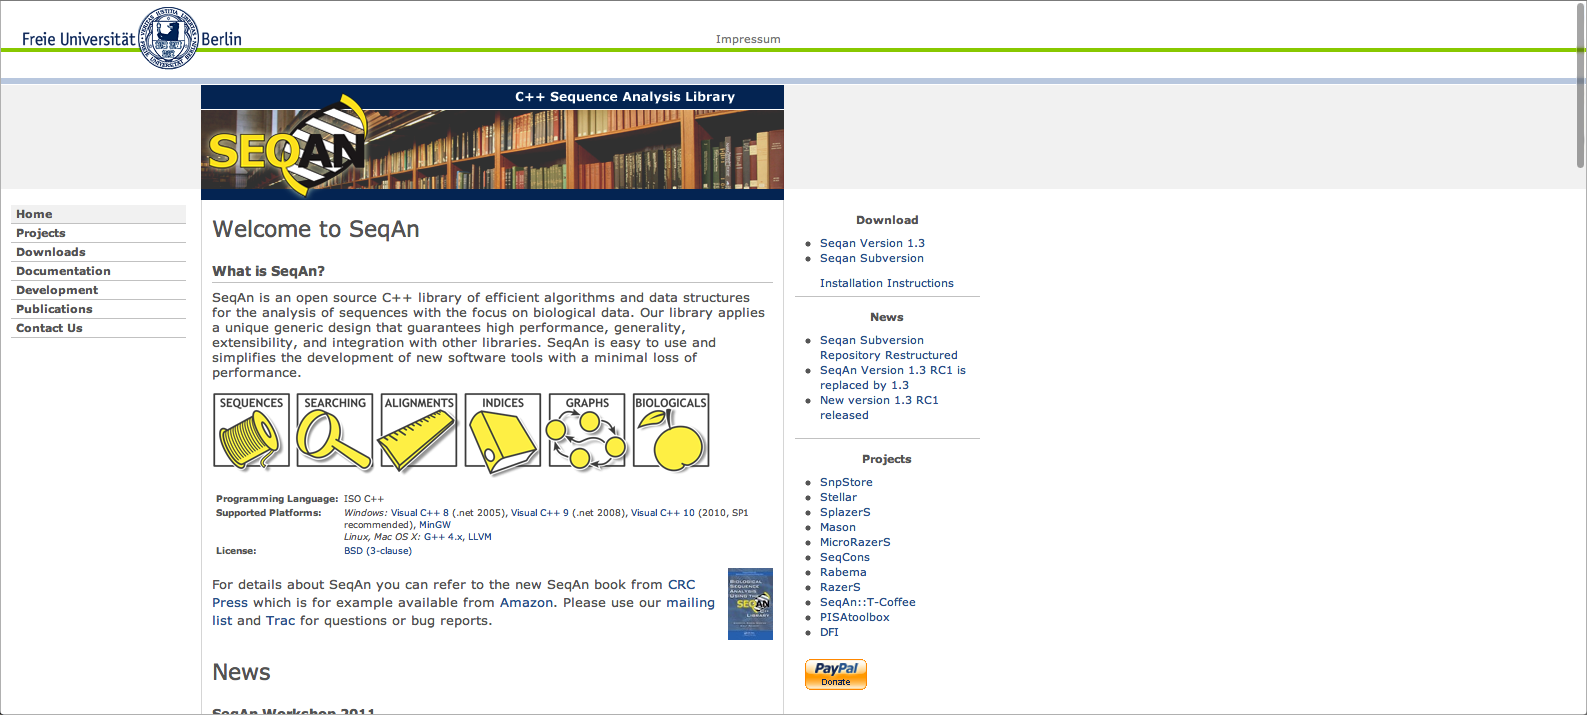 Freie Universität Berlin
Impressum
C++ Sequence Analysis Library
SEQAN
Home
Projects
Downloads
Documentation
Development
Publications
Contact Us
Welcome to SeqAn
What is SeqAn?
SeqAn is an open source C++ library of efficient algorithms and data structures
for the analysis of sequences with the focus on biological data. Our library applies
a unique generic design that guarantees high performance, generality,
extensibility, and integration with other libraries. SeqAn is easy to use and
simplifies the development of new software tools with a minimal loss of
performance.
SEQUENCES SEARCHING ALIGNMENTS INDICES GRAPHS BIOLOGICALS
Programming Language: ISO C++
Supported Platforms: Windows: Visual C++ 8 (.net 2005), Visual C++ 9 (.net 2008), Visual C++ 10 (2010, SP1
recommended), MinGW
Linux, Mac OS X: G++ 4.x, LLVM
License: BSD (3-clause)
For details about SeqAn you can refer to the new SeqAn book from CRC
Press which is for example available from Amazon. Please use our mailing
list and Trac for questions or bug reports.
BIOLOGICAL
SEQUENCE
ANALYSIS
USING THE
SEQAN
LIBRARY
News
SeqAn Workshop 2011
Download
Seqan Version 1.3
Seqan Subversion
Installation Instructions
News
Seqan Subversion
Repository Restructured
SeqAn Version 1.3 RC1 is
replaced by 1.3
New version 1.3 RC1
released
Projects
SnpStore
Stellar
SplazerS
Mason
MicroRazerS
SeqCons
Rabema
RazerS
SeqAn::T-Coffee
PISAtoolbox
DFI
PayPal
Donate